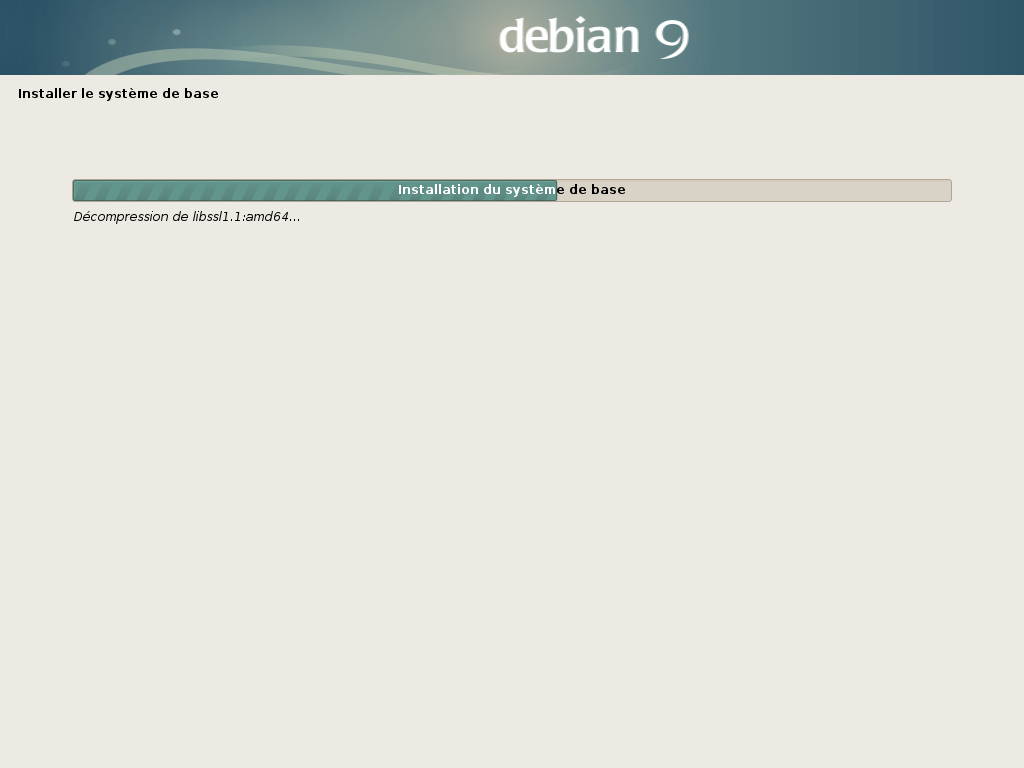 debian 9
Installer le système de base
Installation du système de base
Décompression de libssl1.1:amd64...